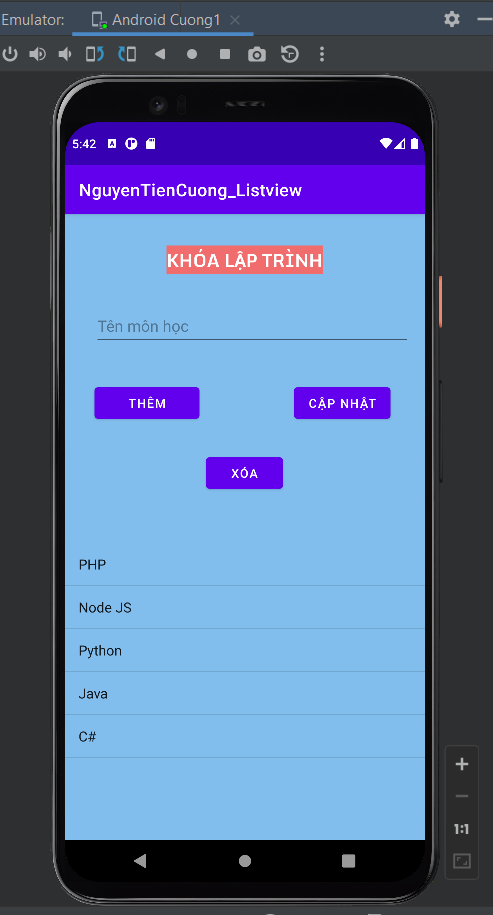 Emulator: Android Cuong1
5:42
NguyenTienCuong_Listview
KHÓA LẬP TRÌNH
Tên môn học
THÊM CẬP NHẬT
XÓA
PHP
Node JS
Python
Java
C#
1:1